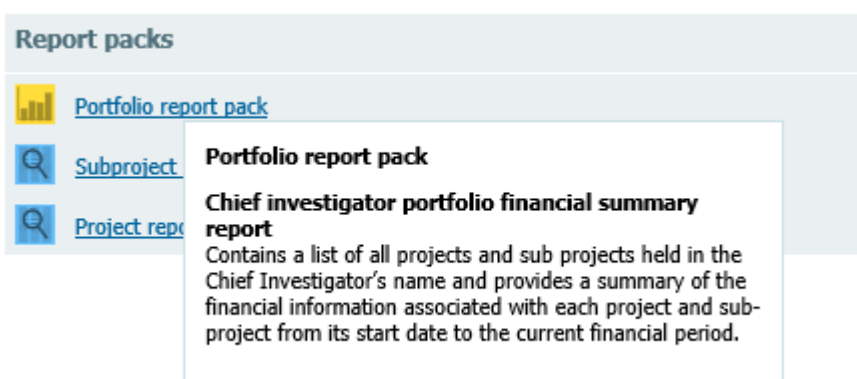 Report packs
Portfolio report pack
Subproject
Project repo
Portfolio report pack
Chief investigator portfolio financial summary
report
Contains a list of all projects and sub projects held in the
Chief Investigator's name and provides a summary of the
financial information associated with each project and sub-
project from its start date to the current financial period.